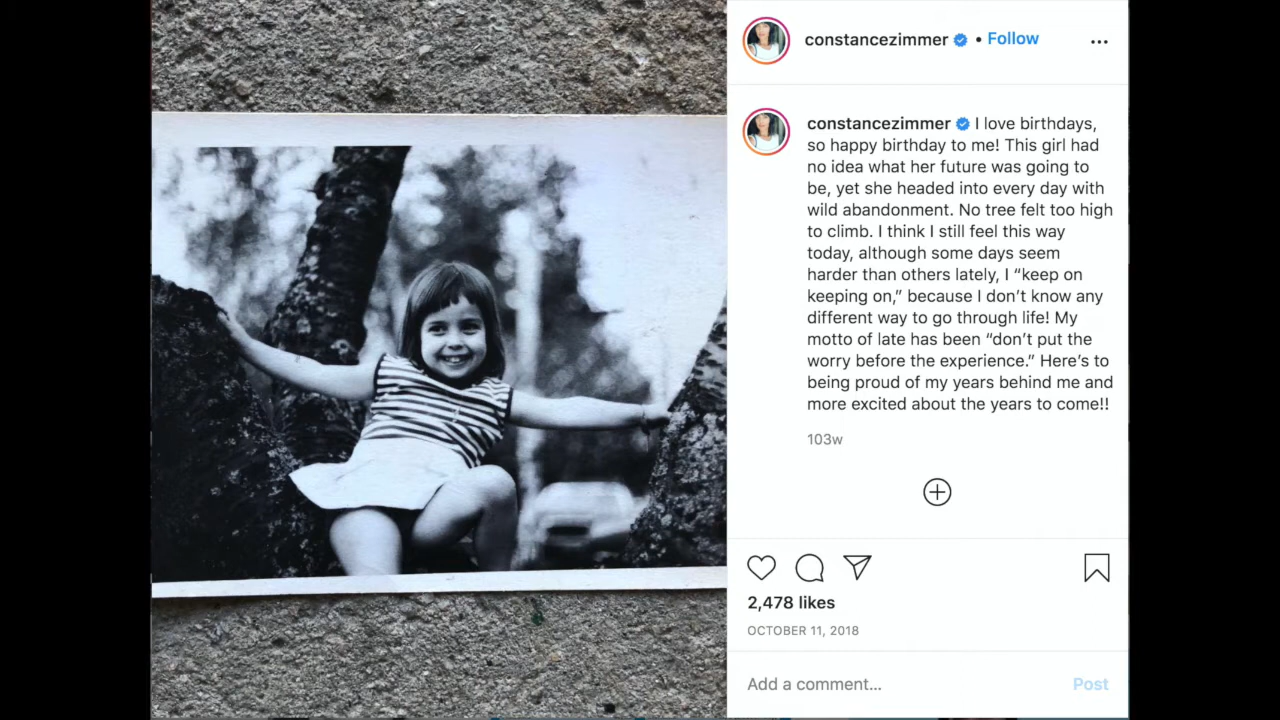 constancezimmer • Follow
constancezimmer I love birthdays,
so happy birthday to me! This girl had
no idea what her future was going to
be, yet she headed into every day with
wild abandonment. No tree felt too high
to climb. I think I still feel this way
today, although some days seem
harder than others lately, I “keep on
keeping on,” because I don’t know any
different way to go through life! My
motto of late has been “don’t put the
worry before the experience.” Here’s to
being proud of my years behind me and
more excited about the years to come!!
103w
2,478 likes
OCTOBER 11, 2018
Add a comment... Post